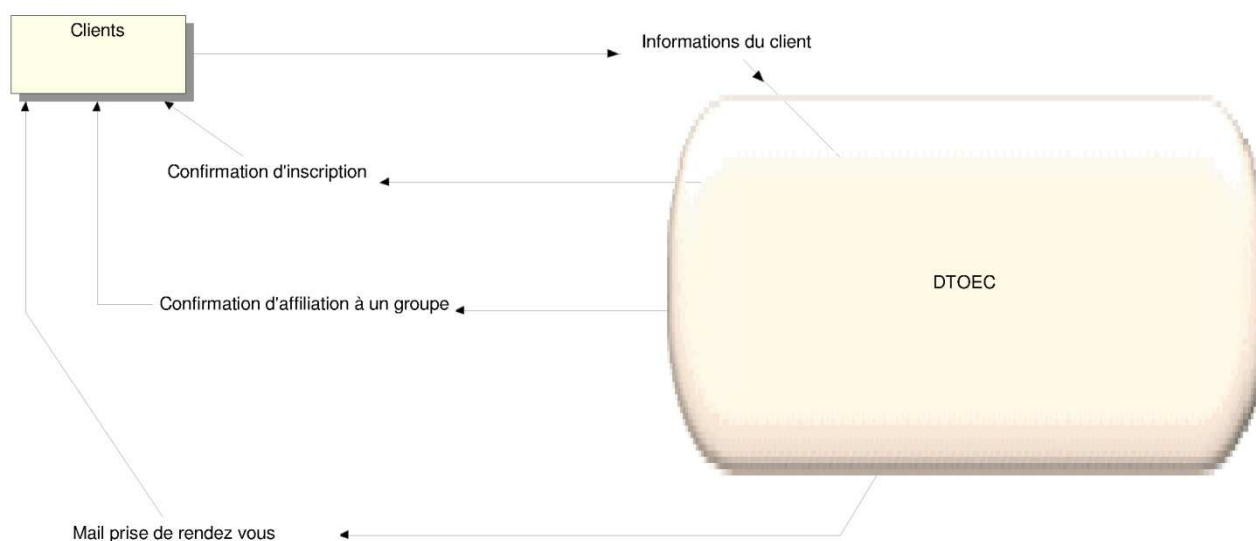 Clients
Informations du client
Confirmation d'inscription
DTOEC
Confirmation d'affiliation à un groupe
Mail prise de rendez vous